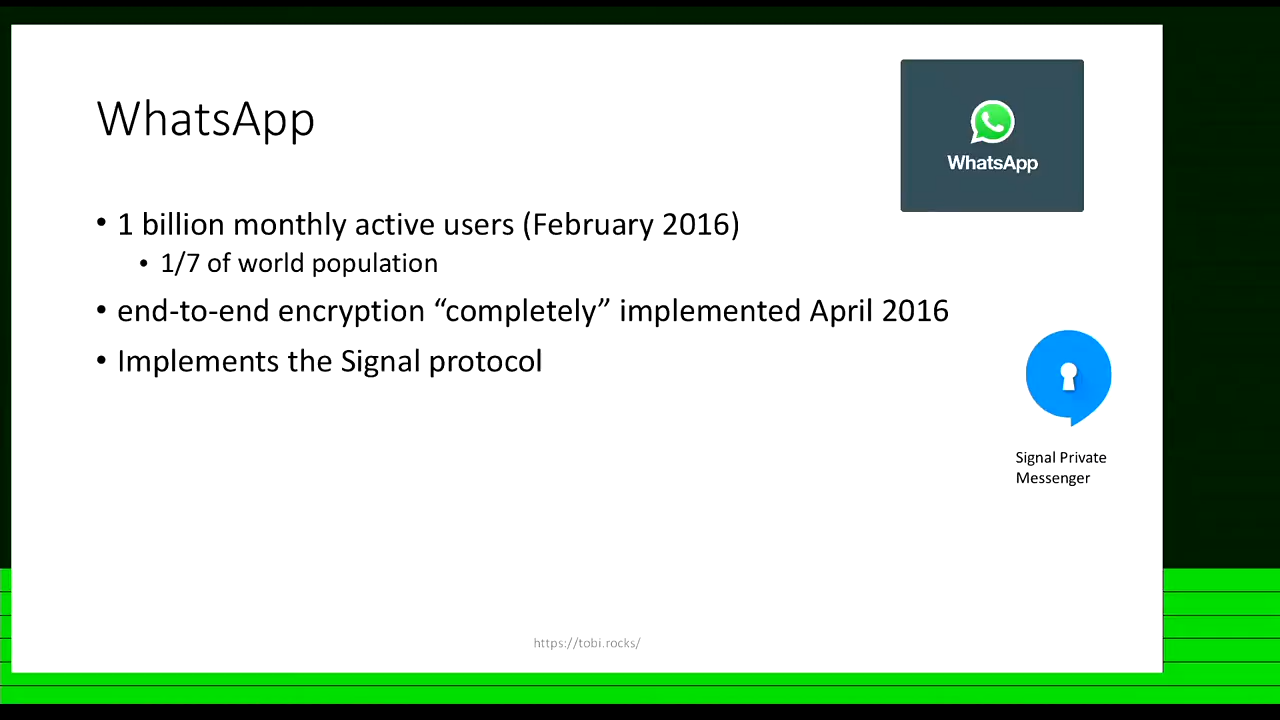 WhatsApp
WhatsApp
• 1 billion monthly active users (February 2016)
• 1/7 of world population
• end-to-end encryption “completely” implemented April 2016
• Implements the Signal protocol
Signal Private
Messenger
https://tobi.rocks/